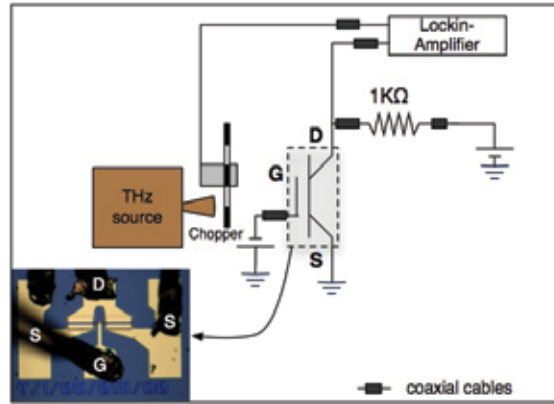 Lockin-
Amplifier
1KΩ
D
G
THz
source
Chopper
S
D
S
S
G
coaxial cables